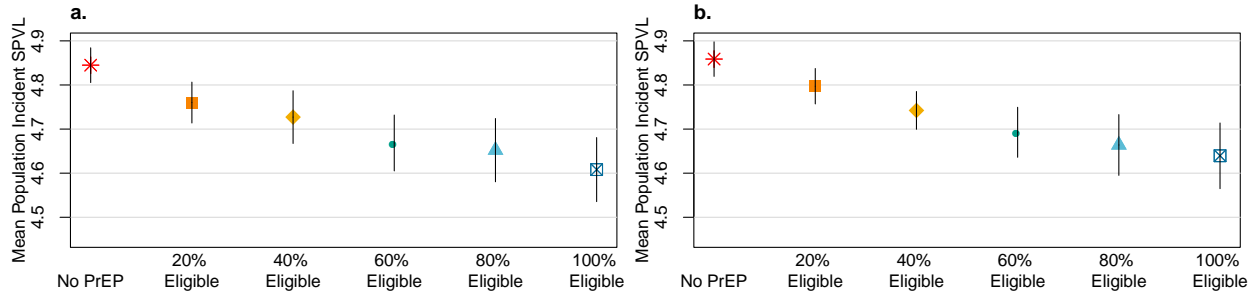 a.
Mean Population Incident SPVL
4.9
4.8
4.7
4.6
4.5
No PrEP
20%
Eligible
40%
Eligible
60%
Eligible
80%
Eligible
100%
Eligible
b.
Mean Population Incident SPVL
4.9
4.8
4.7
4.6
4.5
No PrEP
20%
Eligible
40%
Eligible
60%
Eligible
80%
Eligible
100%
Eligible